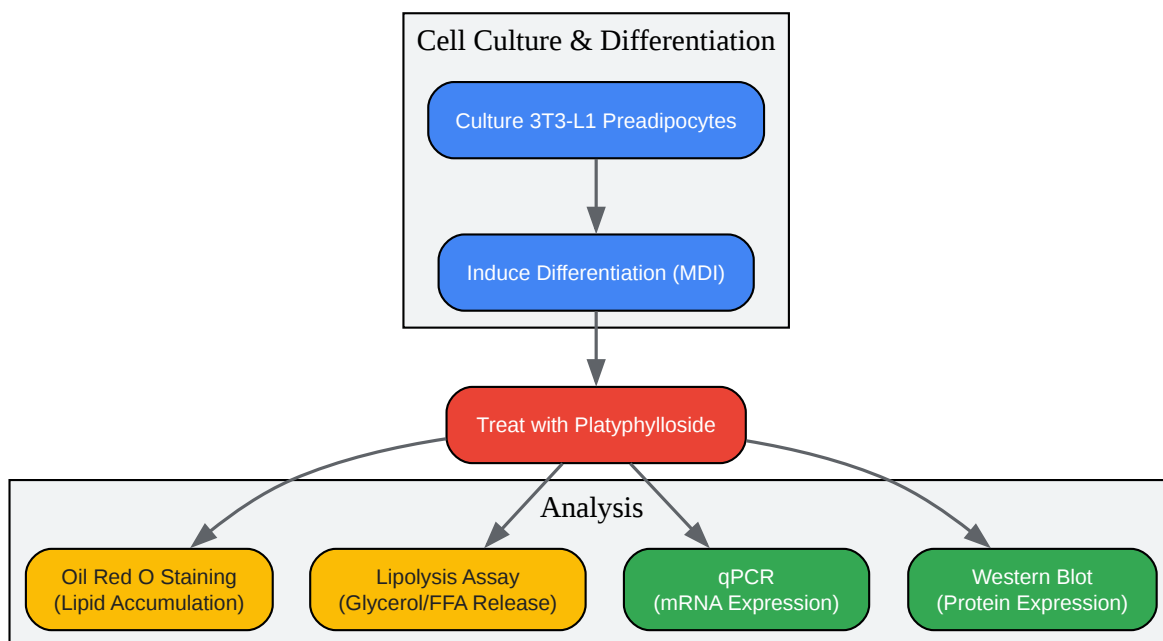 Cell Culture & Differentiation
Culture 3T3-L1 Preadipocytes
Induce Differentiation (MDI)
Treat with Platyphylloside
Analysis
Oil Red O Staining
(Lipid Accumulation)
Lipolysis Assay
(Glycerol/FFA Release)
qPCR
(mRNA Expression)
Western Blot
(Protein Expression)